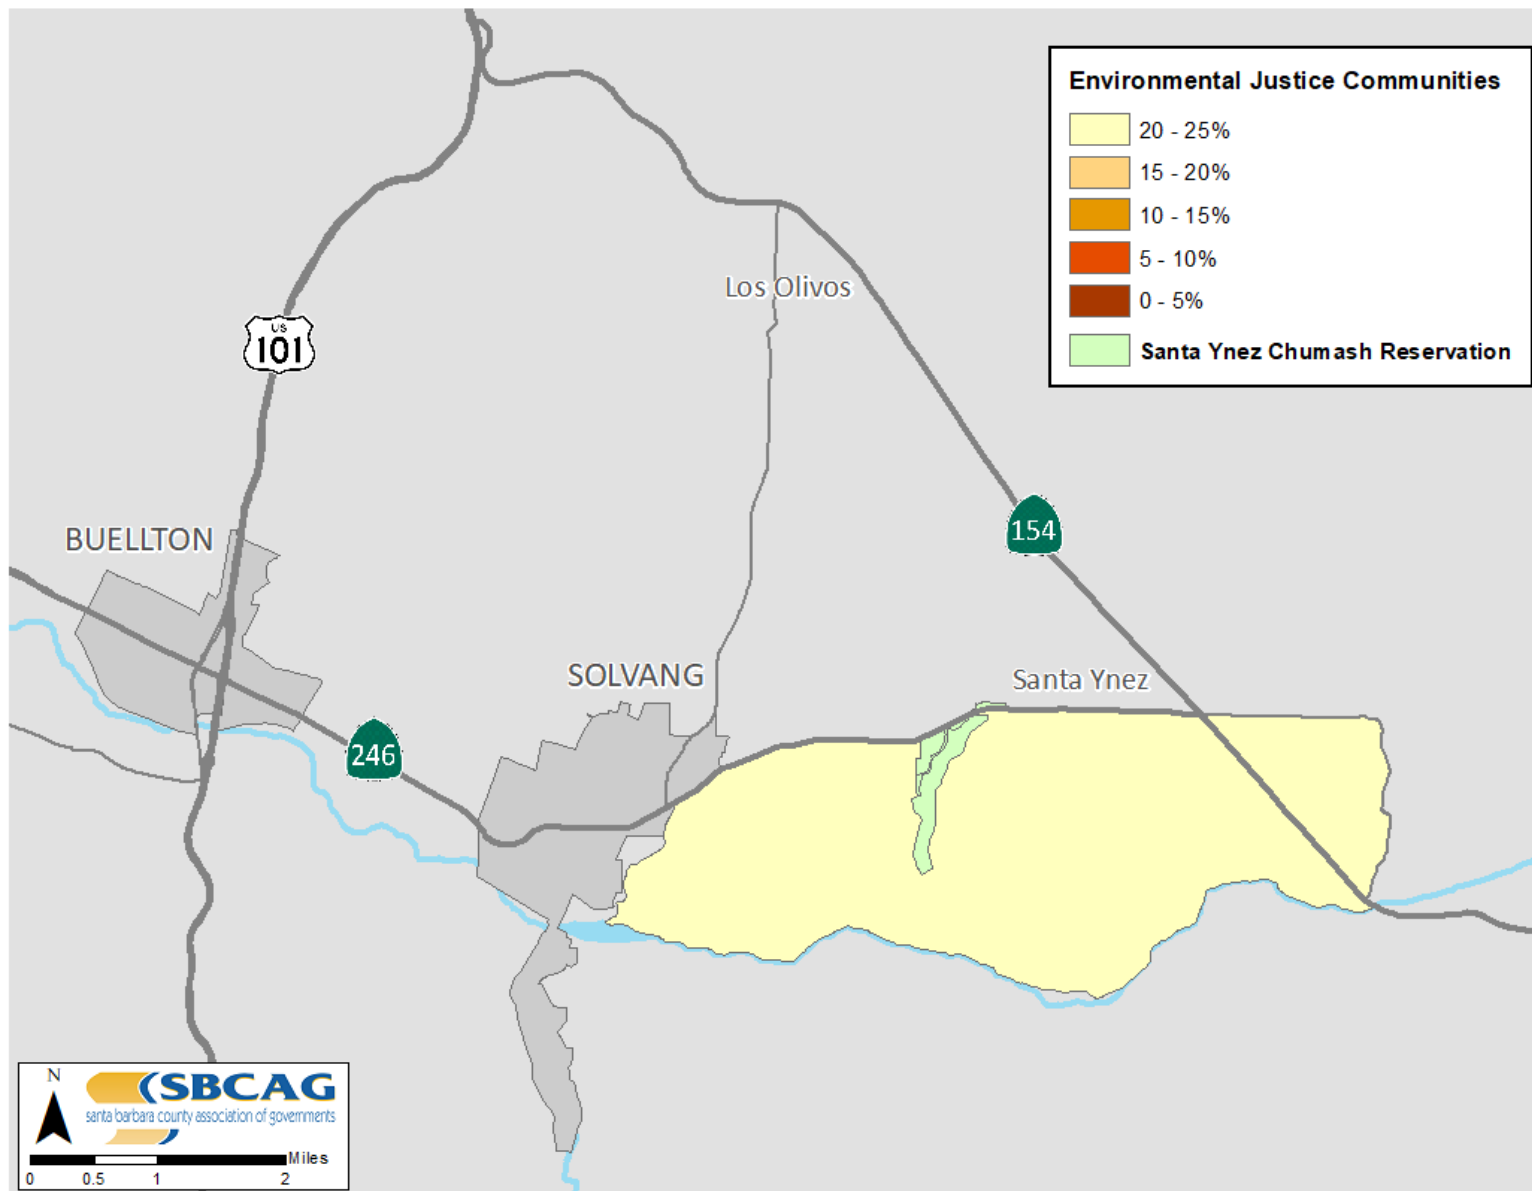 Environmental Justice Communities
20 - 25%
15 - 20%
10 - 15%
5 - 10%
0 - 5%
Santa Ynez Chumash Reservation
Los Olivos
US
101
154
BUELLTON
SOLVANG
Santa Ynez
246
N
SBCAG
santa barbara county association of governments
Miles
0 0.5 1 2